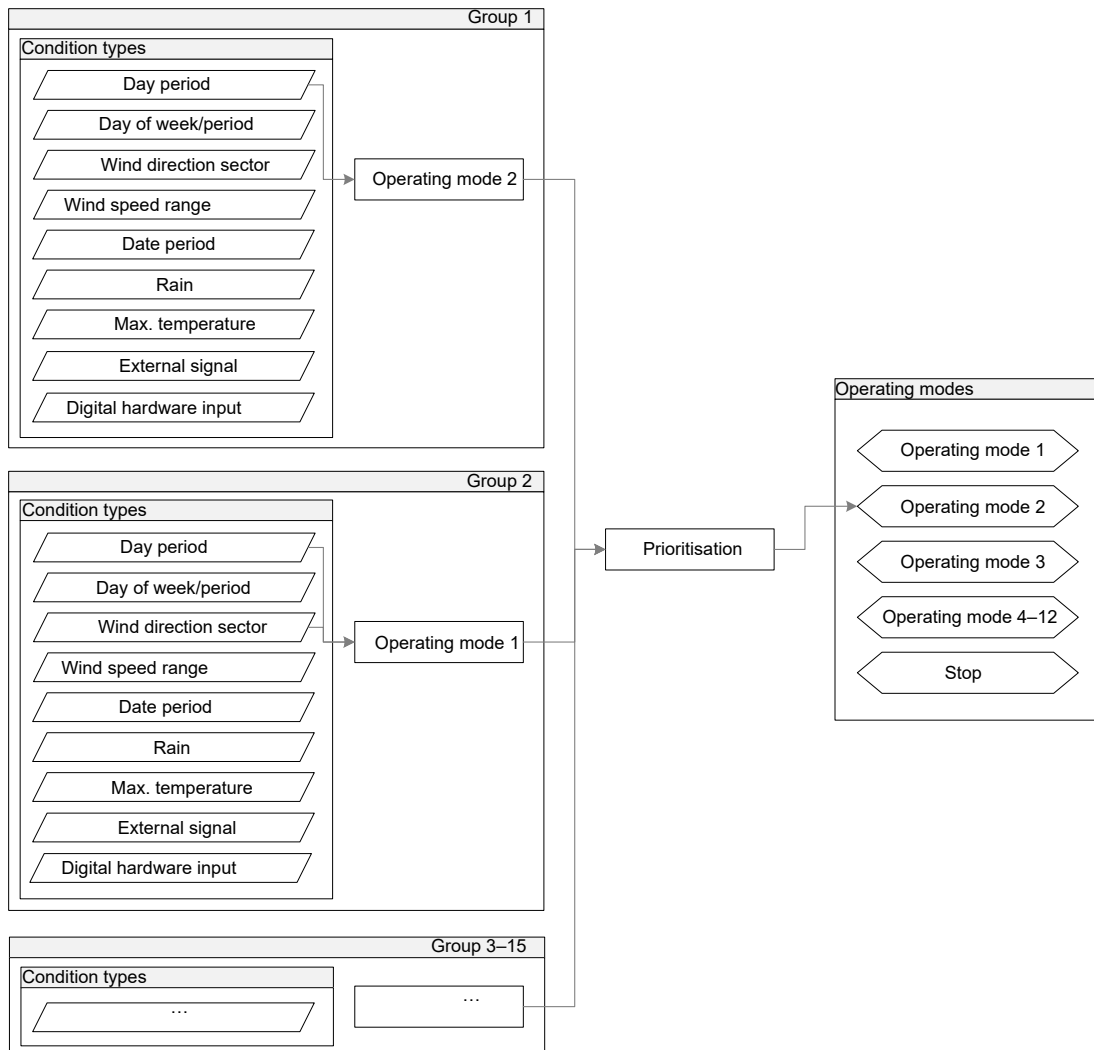 Group 1
Condition types
Day period
Day of week/period
Wind direction sector
Wind speed range
Date period
Rain
Max. temperature
External signal
Digital hardware input
Operating mode 2
Group 2
Condition types
Day period
Day of week/period
Wind direction sector
Wind speed range
Date period
Rain
Max. temperature
External signal
Digital hardware input
Operating mode 1
Group 3–15
Condition types
...
...
Prioritisation
Operating modes
Operating mode 1
Operating mode 2
Operating mode 3
Operating mode 4–12
Stop